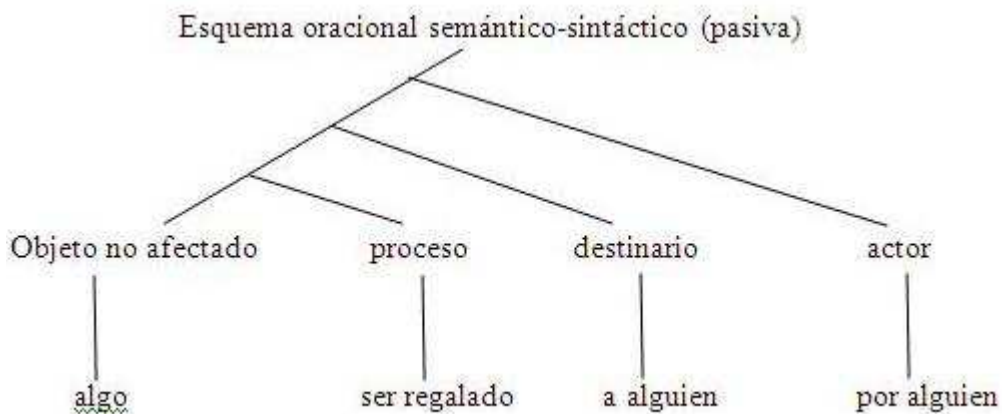 Esquema oracional semántico-sintáctico (pasiva)
Objeto no afectado proceso destinario actor
algo ser regalado a alguien por alguien